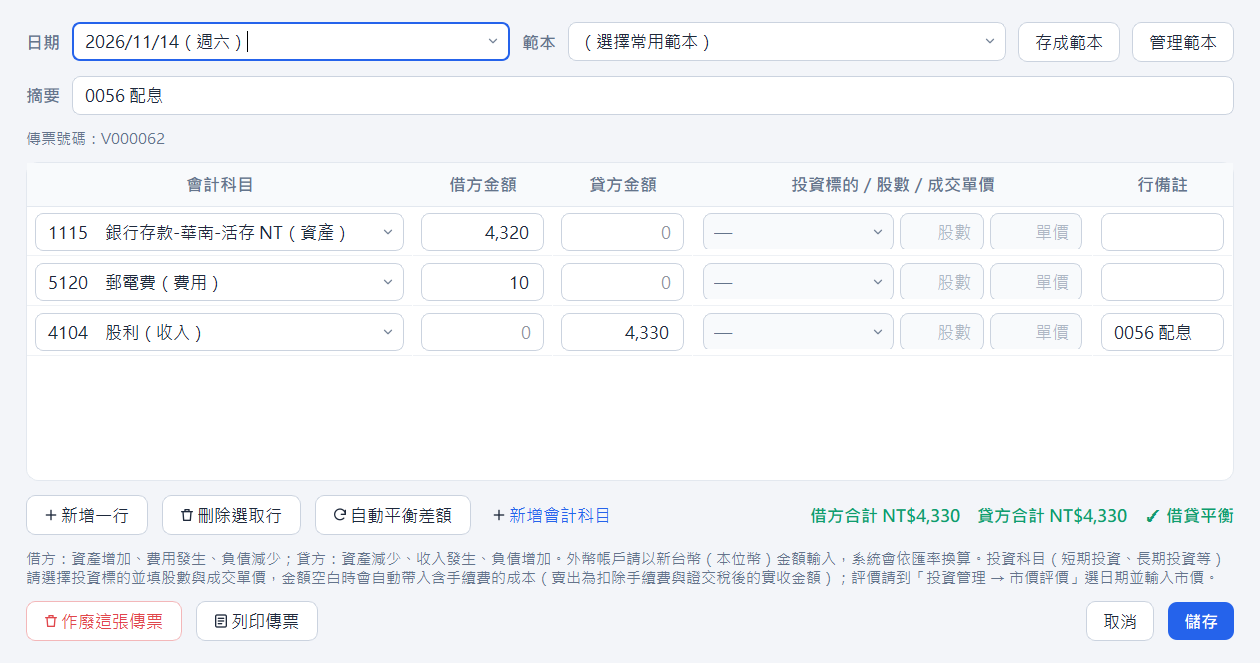 日期 2026/11/14（週六） 範本 （選擇常用範本） 存成範本 管理範本
摘要 0056 配息
傳票號碼：V000062
會計科目 借方金額 貸方金額 投資標的 / 股數 / 成交單價 行備註
1115 銀行存款-華南-活存 NT（資產） 4,320 0 — 股數 單價
5120 郵電費（費用） 10 0 — 股數 單價
4104 股利（收入） 0 4,330 — 股數 單價 0056 配息
+ 新增一行 刪除選取行 自動平衡差額 + 新增會計科目 借方合計 NT$4,330 貸方合計 NT$4,330 ✓ 借貸平衡
借方：資產增加、費用發生、負債減少；貸方：資產減少、收入發生、負債增加。外幣帳戶請以新台幣（本位幣）金額輸入，系統會依匯率換算。投資科目（短期投資、長期投資等）
請選擇投資標的並填股數與成交單價，金額空白時會自動帶入含手續費的成本（賣出為扣除手續費與證交稅後的實收金額）；評價請到「投資管理 → 市價評價」選日期並輸入市價。
作廢這張傳票 列印傳票 取消 儲存